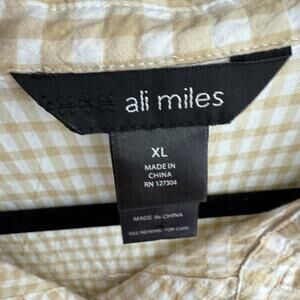 ali miles
XL
MADE IN
CHINA
RN 127304
MADE IN CHINA
SEE REVERSE FOR CARE